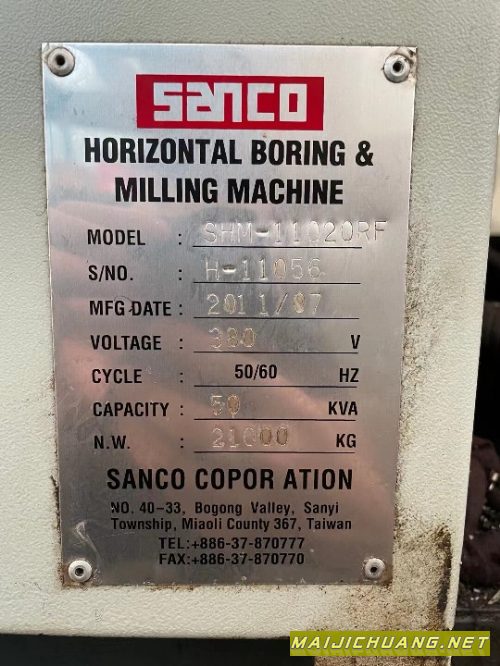 SANCO
HORIZONTAL BORING &
MILLING MACHINE
MODEL : SHM-11020RF
S/NO. : H-11056
MFG DATE : 2011/07
VOLTAGE : 380 V
CYCLE : 50/60 HZ
CAPACITY : 50 KVA
N.W. : 21000 KG
SANCO COPOR ATION
NO. 40-33, Bogong Valley, Sanyi
Township, Miaoli County 367, Taiwan
TEL:+886-37-870777
FAX:+886-37-870770
MAIJICHUANG.NET